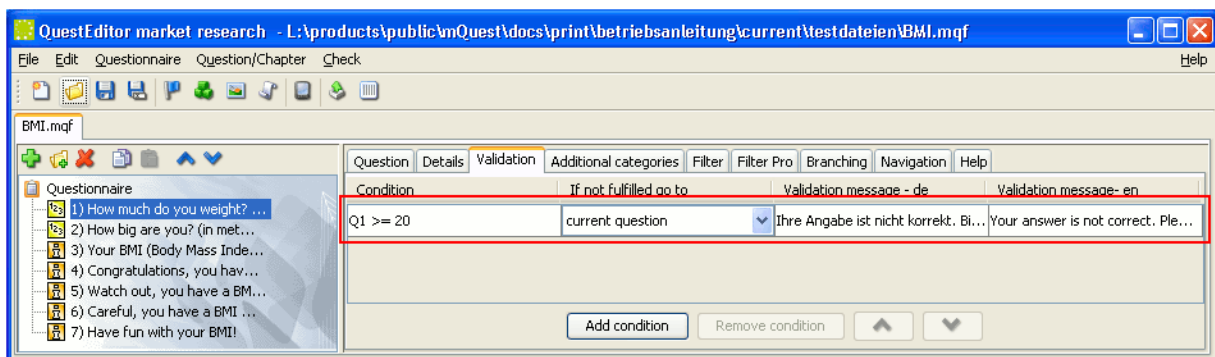 QuestEditor market research - L:\products\public\mQuest\docs\print\betriebsanleitung\current\testdateien\BMI.mqf
File Edit Questionnaire Question/Chapter Check Help
BMI.mqf
Question Details Validation Additional categories Filter Filter Pro Branching Navigation Help
Questionnaire
1) How much do you weight? ...
2) How big are you? (in met...
3) Your BMI (Body Mass Inde...
4) Congratulations, you hav...
5) Watch out, you have a BM...
6) Careful, you have a BMI ...
7) Have fun with your BMI!
Condition If not fulfilled go to Validation message - de Validation message- en
Q1 >= 20 current question Ihre Angabe ist nicht korrekt. Bi... Your answer is not correct. Ple...
Add condition Remove condition